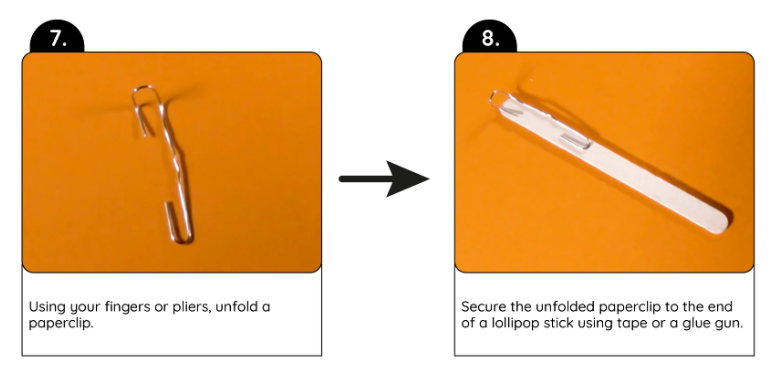 7.
Using your fingers or pliers, unfold a
paperclip.
8.
Secure the unfolded paperclip to the end
of a lollipop stick using tape or a glue gun.